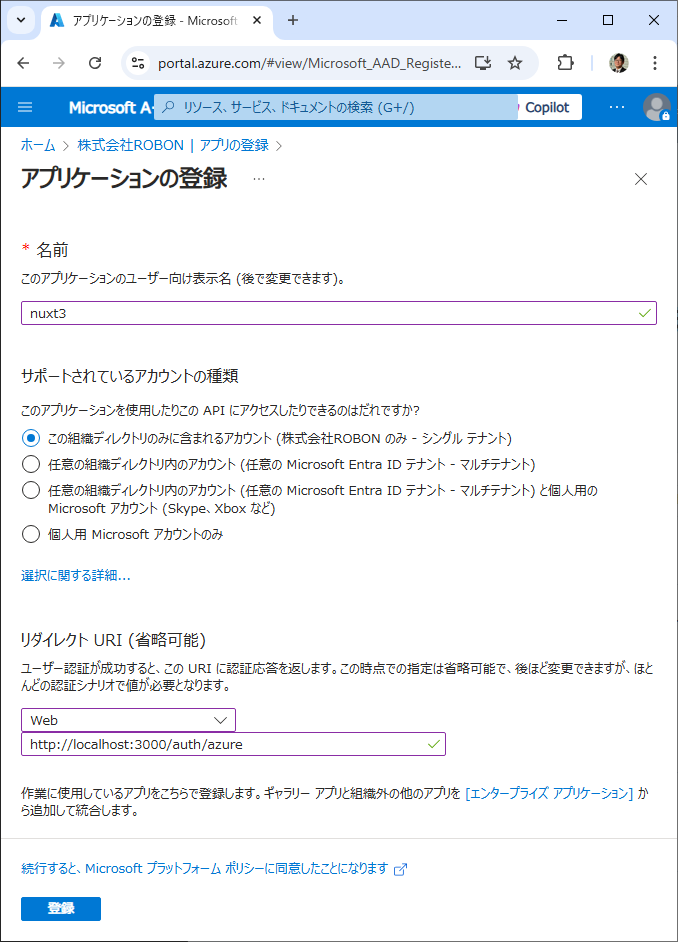 アプリケーションの登録 - Microsoft
portal.azure.com/#view/Microsoft_AAD_Registe...
Microsoft A
リソース、サービス、ドキュメントの検索 (G+/)
Copilot
ホーム > 株式会社ROBON | アプリの登録 >
アプリケーションの登録 ...
* 名前
このアプリケーションのユーザー向け表示名 (後で変更できます)。
nuxt3
サポートされているアカウントの種類
このアプリケーションを使用したりこの API にアクセスしたりできるのはだれですか?
この組織ディレクトリのみに含まれるアカウント (株式会社ROBON のみ - シングル テナント)
任意の組織ディレクトリ内のアカウント (任意の Microsoft Entra ID テナント - マルチテナント)
任意の組織ディレクトリ内のアカウント (任意の Microsoft Entra ID テナント - マルチテナント) と個人用の
Microsoft アカウント (Skype、Xbox など)
個人用 Microsoft アカウントのみ
選択に関する詳細...
リダイレクト URI (省略可能)
ユーザー認証が成功すると、この URI に認証応答を返します。この時点での指定は省略可能で、後ほど変更できますが、ほと
んどの認証シナリオで値が必要となります。
Web
http://localhost:3000/auth/azure
作業に使用しているアプリをこちらで登録します。ギャラリー アプリと組織外の他のアプリを [エンタープライズ アプリケーション] か
ら追加して統合します。
続行すると、Microsoft プラットフォーム ポリシーに同意したことになります
登録